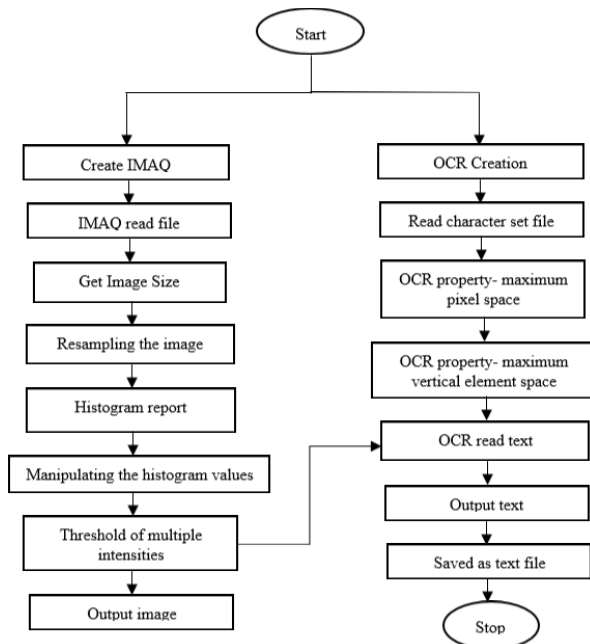 Start
Create IMAQ
IMAQ read file
Get Image Size
Resampling the image
Histogram report
Manipulating the histogram values
Threshold of multiple
intensities
Output image
OCR Creation
Read character set file
OCR property- maximum
pixel space
OCR property- maximum
vertical element space
OCR read text
Output text
Saved as text file
Stop